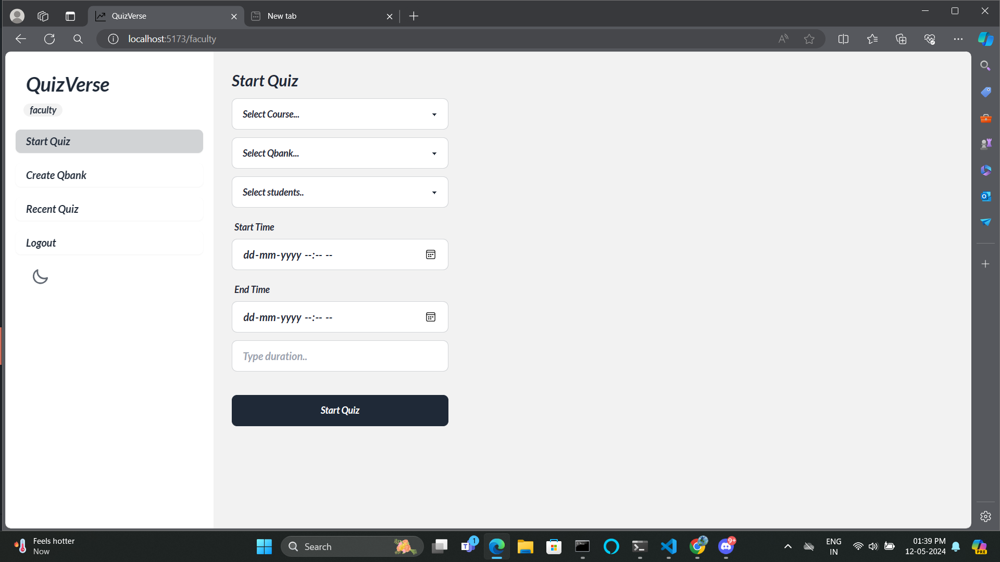 QuizVerse
New tab
localhost:5173/faculty
QuizVerse
faculty
Start Quiz
Create Qbank
Recent Quiz
Logout
Start Quiz
Select Course...
Select Qbank...
Select students..
Start Time
dd-mm-yyyy --:-- --
End Time
dd-mm-yyyy --:-- --
Type duration..
Start Quiz
Feels hotter
Now
Search
1
9+
ENG
IN
01:39 PM
12-05-2024
PRE